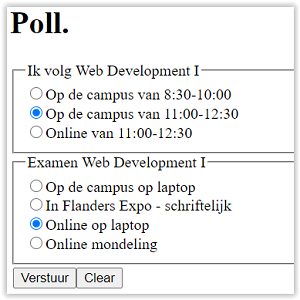 Poll.
Ik volg Web Development I
Op de campus van 8:30-10:00
Op de campus van 11:00-12:30
Online van 11:00-12:30
Examen Web Development I
Op de campus op laptop
In Flanders Expo - schriftelijk
Online op laptop
Online mondeling
Verstuur Clear